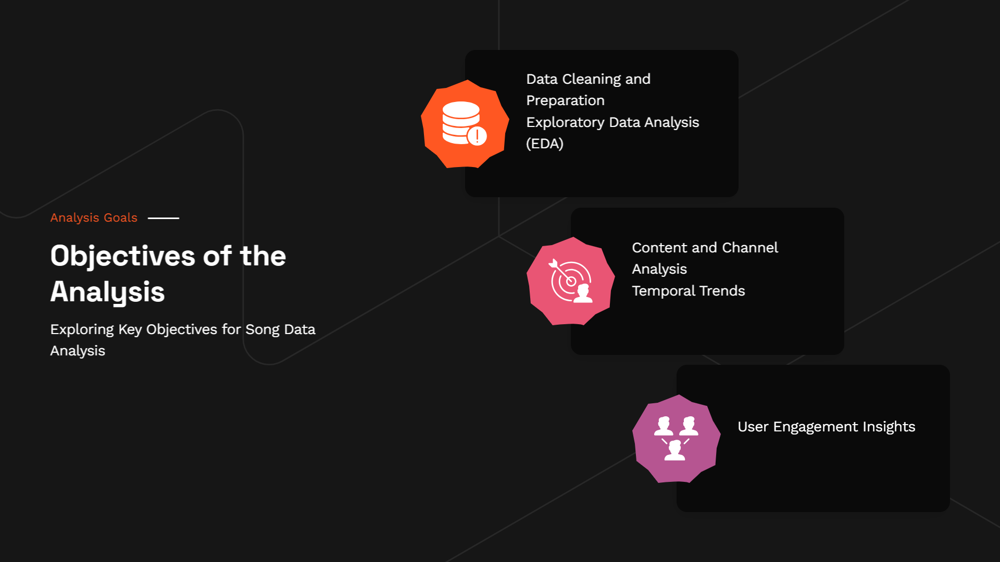 Analysis Goals
Objectives of the
Analysis
Exploring Key Objectives for Song Data
Analysis
Data Cleaning and
Preparation
Exploratory Data Analysis
(EDA)
Content and Channel
Analysis
Temporal Trends
User Engagement Insights